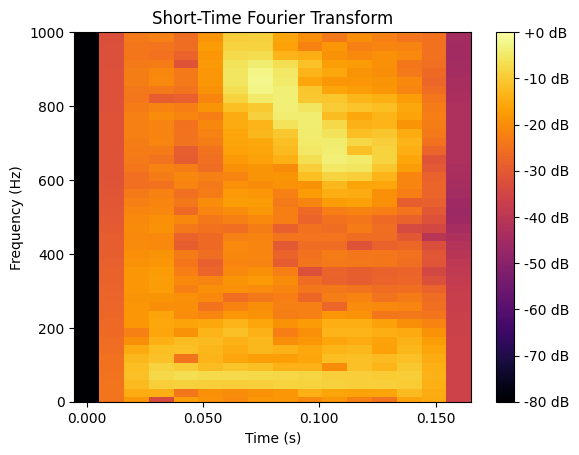 Short-Time Fourier Transform
Frequency (Hz)
1000
800
600
400
200
0
0.000 0.050 0.100 0.150
Time (s)
+0 dB
-10 dB
-20 dB
-30 dB
-40 dB
-50 dB
-60 dB
-70 dB
-80 dB